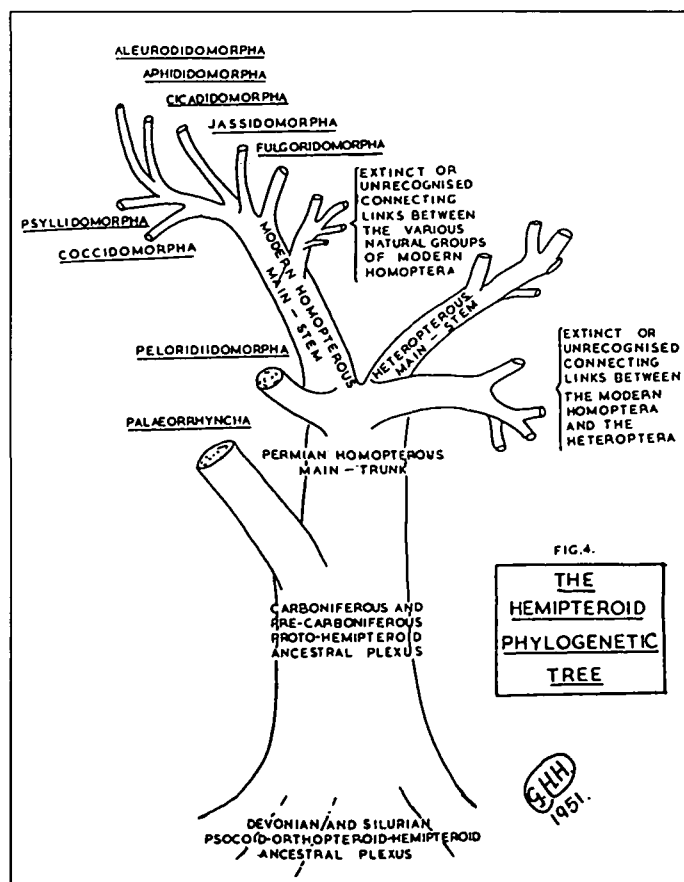 ALEURODIDOMORPHA
APHIDIDOMORPHA
CICADIDOMORPHA
JASSIDOMORPHA
FULGORIDOMORPHA
PSYLLIDOMORPHA
COCCIDOMORPHA
EXTINCT OR
UNRECOGNISED
CONNECTING
LINKS BETWEEN
THE VARIOUS
NATURAL GROUPS
OF MODERN
HOMOPTERA
MODERN HOMOPTEROUS
MAIN - STEM
HETEROPTEROUS
MAIN - STEM
PELORIDIIDOMORPHA
EXTINCT OR
UNRECOGNISED
CONNECTING
LINKS BETWEEN
THE MODERN
HOMOPTERA
AND THE
HETEROPTERA
PALAEORRHYNCHA
PERMIAN HOMOPTEROUS
MAIN - TRUNK
CARBONIFEROUS AND
PRE-CARBONIFEROUS
PROTO-HEMIPTEROID
ANCESTRAL PLEXUS
FIG.4.
THE
HEMIPTEROID
PHYLOGENETIC
TREE
DEVONIAN AND SILURIAN
PSOCOID-ORTHOPTEROID-HEMIPTEROID
ANCESTRAL PLEXUS
G.H.H.
1951.